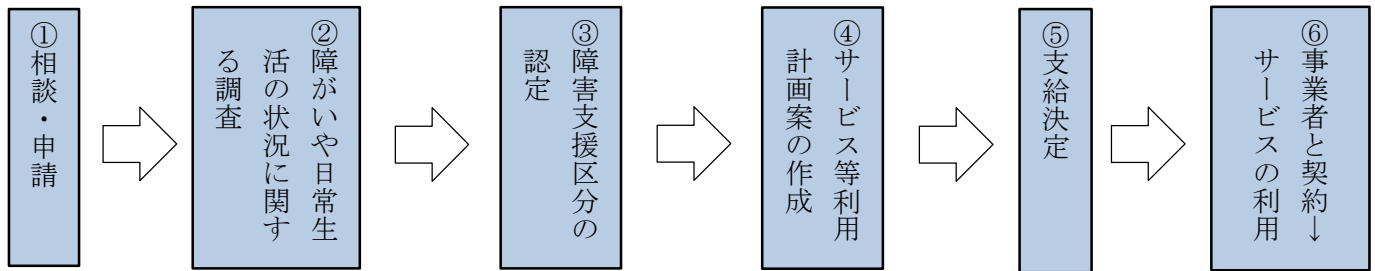 ①相談・申請
②障がいや日常生
活の状況に関す
る調査
③障害支援区分の
認定
④サービス等利用
計画案の作成
⑤支給決定
⑥事業者と契約→
サービスの利用